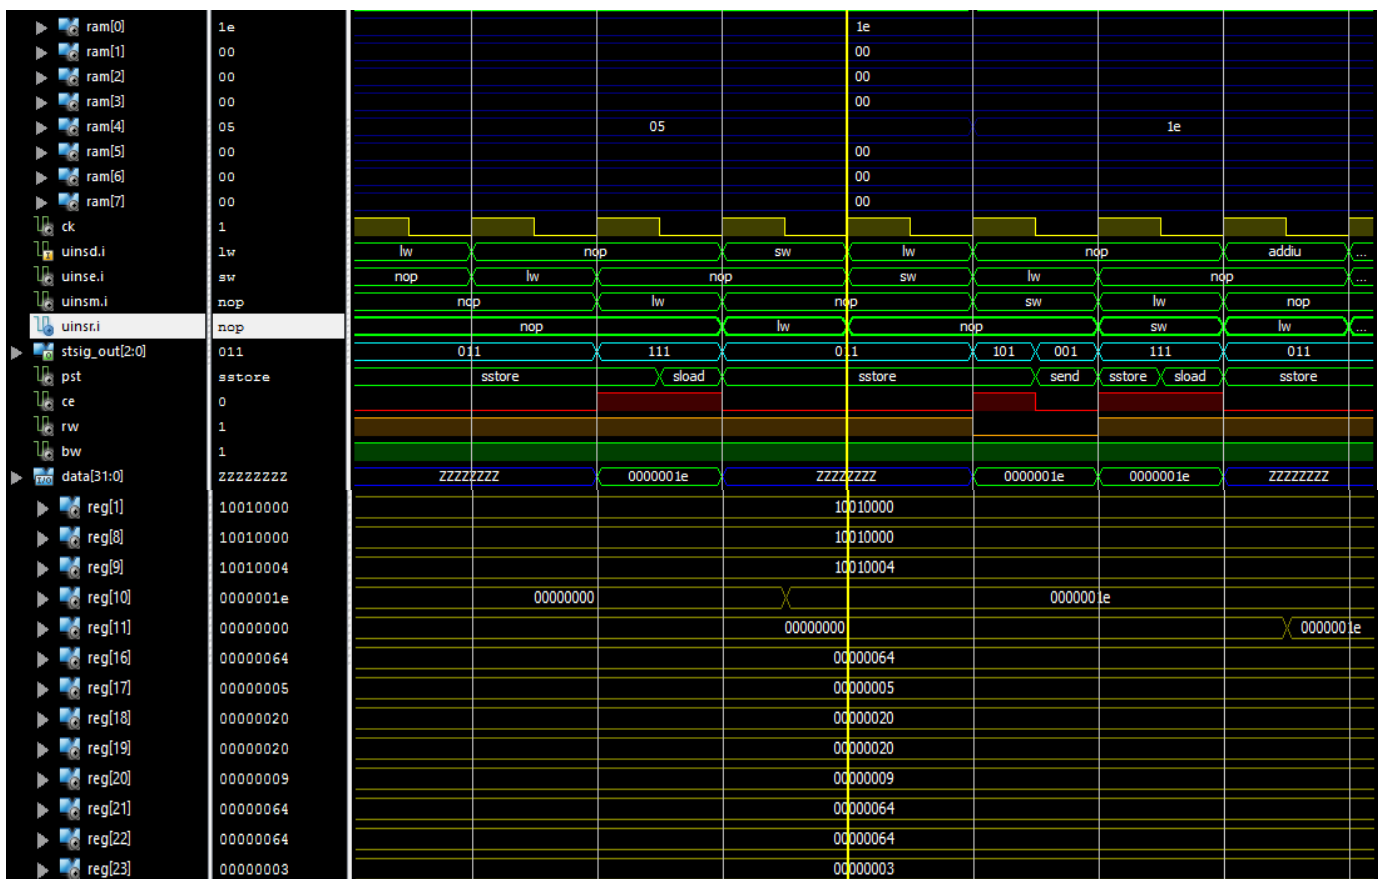 ram[0] 1e 1e
ram[1] 00 00
ram[2] 00 00
ram[3] 00 00
ram[4] 05 05 1e
ram[5] 00 00
ram[6] 00 00
ram[7] 00 00
ck 1
uinsd.i lw lw nop sw lw nop addiu ...
uinse.i sw nop lw nop sw lw nop ...
uinsm.i nop nop lw nop sw lw nop
uinsr.i nop nop lw nop sw lw ...
stsig_out[2:0] 011 011 111 011 101 001 111 011
pst sstore sstore sload sstore send sstore sload sstore
ce 0
rw 1
bw 1
data[31:0] ZZZZZZZZ ZZZZZZZZ 0000001e ZZZZZZZZ 0000001e 0000001e ZZZZZZZZ
reg[1] 10010000 10010000
reg[8] 10010000 10010000
reg[9] 10010004 10010004
reg[10] 0000001e 00000000 0000001e
reg[11] 00000000 00000000 0000001e
reg[16] 00000064 00000064
reg[17] 00000005 00000005
reg[18] 00000020 00000020
reg[19] 00000020 00000020
reg[20] 00000009 00000009
reg[21] 00000064 00000064
reg[22] 00000064 00000064
reg[23] 00000003 00000003